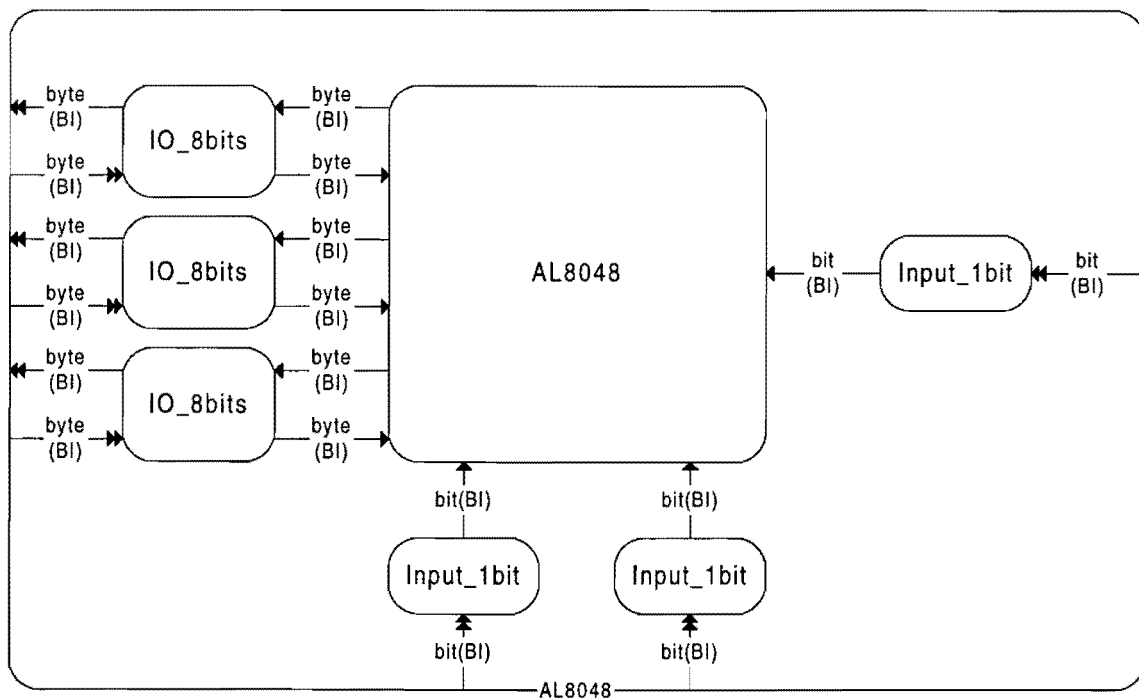 byte
(BI)
byte
(BI)
IO_8bits
byte
(BI)
byte
(BI)
byte
(BI)
byte
(BI)
IO_8bits
byte
(BI)
byte
(BI)
byte
(BI)
byte
(BI)
IO_8bits
byte
(BI)
byte
(BI)
AL8048
bit
(BI)
Input_1bit
bit
(BI)
bit(BI)
bit(BI)
Input_1bit
Input_1bit
bit(BI)
bit(BI)
AL8048